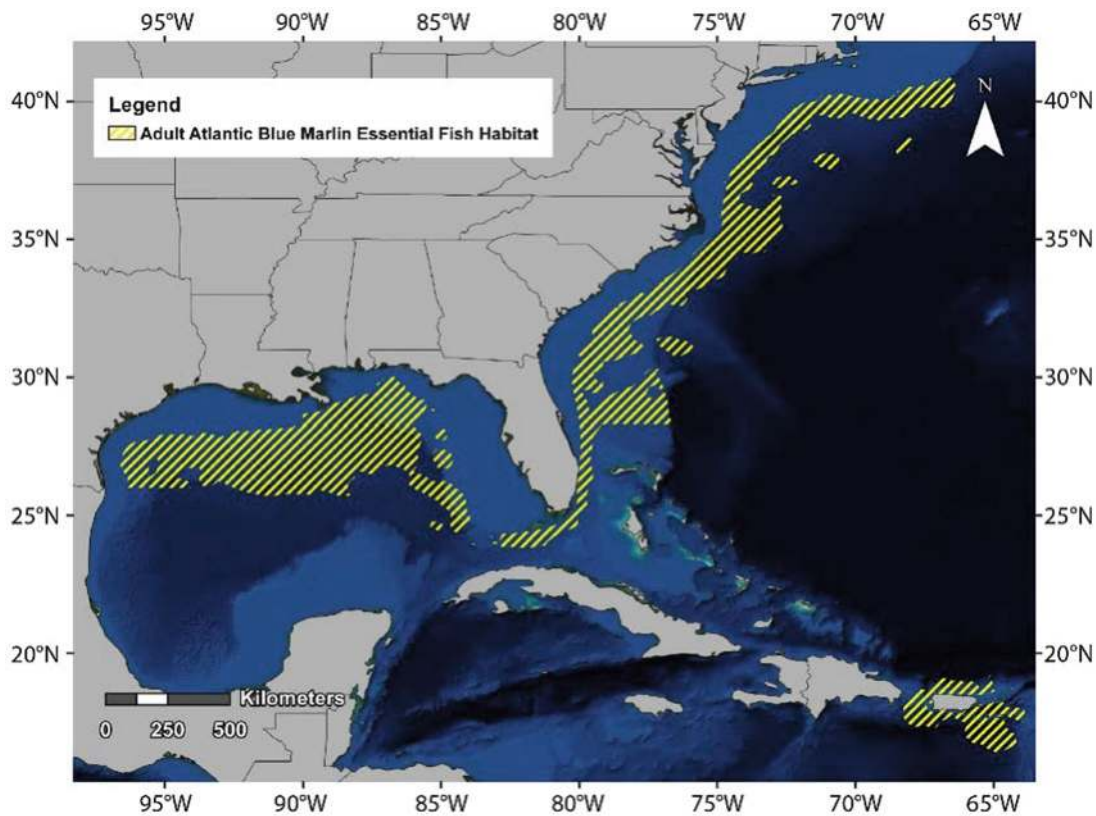 95°W 90°W 85°W 80°W 75°W 70°W 65°W
Legend
Adult Atlantic Blue Marlin Essential Fish Habitat
N
40°N 40°N
35°N 35°N
30°N 30°N
25°N 25°N
20°N 20°N
Kilometers
0 250 500
95°W 90°W 85°W 80°W 75°W 70°W 65°W